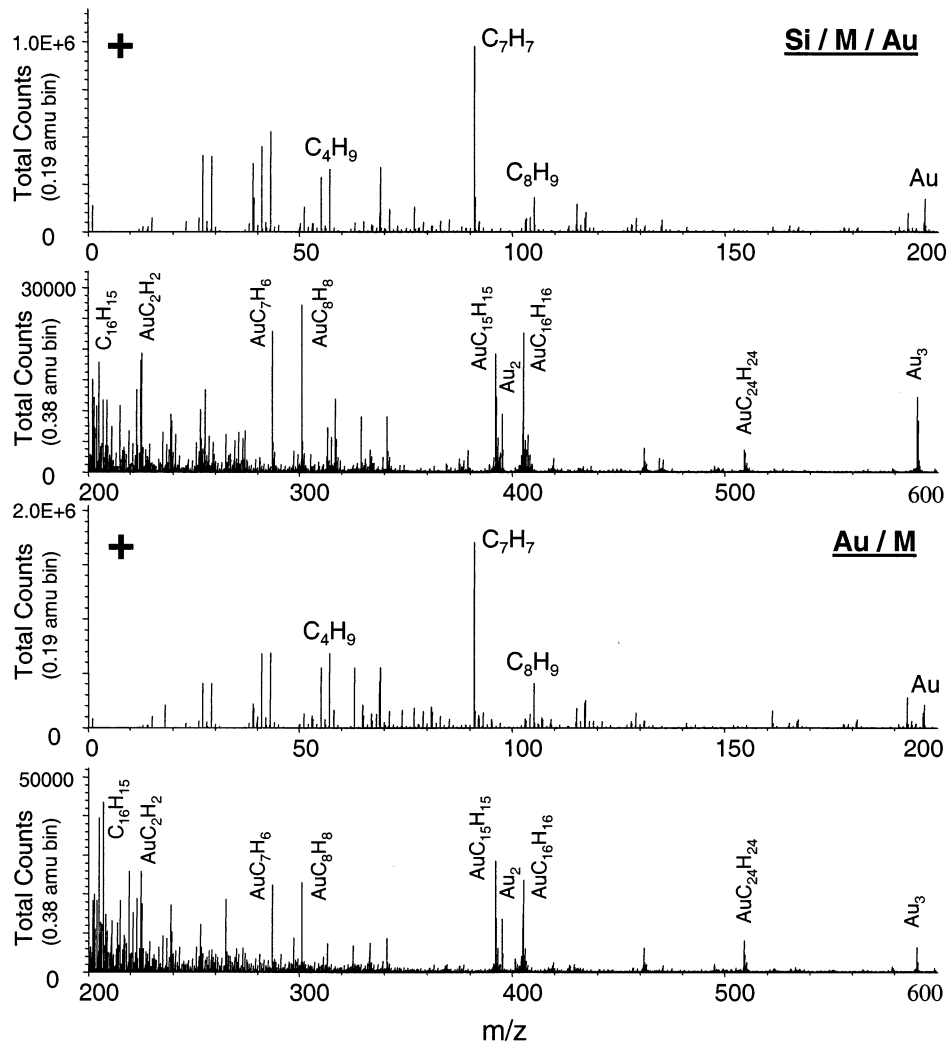 1.0E+6
+
C7H7
Si / M / Au
Total Counts
(0.19 amu bin)
C4H9
C8H9
Au
0
0 50 100 150 200
30000
C16H15
AuC2H2
AuC7H6
AuC8H8
AuC15H15
Au2
AuC16H16
AuC24H24
Au3
Total Counts
(0.38 amu bin)
0
200 300 400 500 600
2.0E+6
+
C7H7
Au / M
Total Counts
(0.19 amu bin)
C4H9
C8H9
Au
0
0 50 100 150 200
50000
C16H15
AuC2H2
AuC7H6
AuC8H8
AuC15H15
Au2
AuC16H16
AuC24H24
Au3
Total Counts
(0.38 amu bin)
0
200 300 400 500 600
m/z